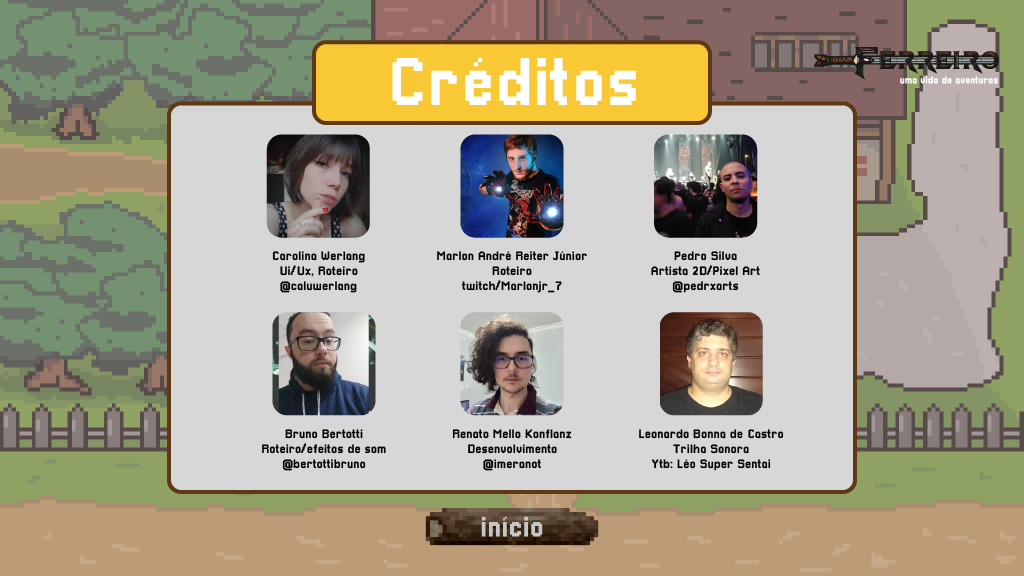 Créditos
FERREIRO
uma vida de aventuras
Carolina Werlang
Ui/Ux, Roteiro
@caluwerlang
Marlon André Reiter Júnior
Roteiro
twitch/Marlonjr_7
Pedro Silva
Artista 2D/Pixel Art
@pedrxarts
Bruno Bertotti
Roteiro/efeitos de som
@bertottibruno
Renato Mello Konflanz
Desenvolvimento
@imeranot
Leonardo Bonna de Castro
Trilha Sonora
Ytb: Léo Super Sentai
início